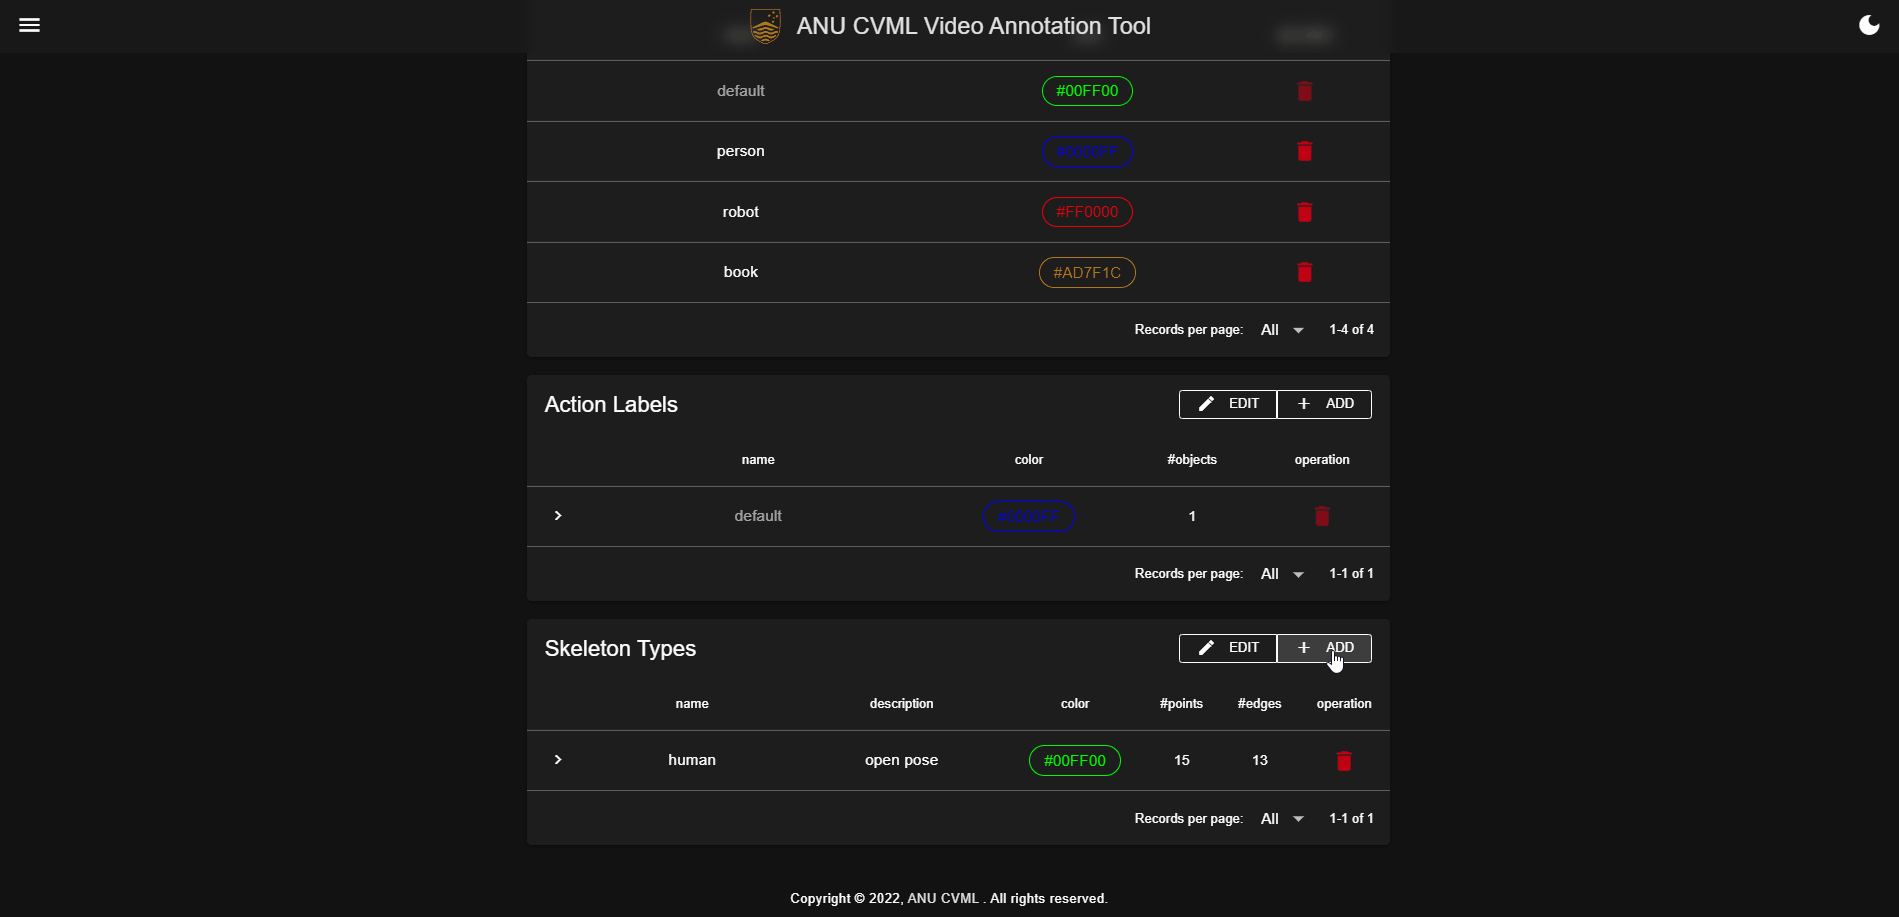 ANU CVML Video Annotation Tool
default #00FF00
person #0000FF
robot #FF0000
book #AD7F1C
Records per page: All 1-4 of 4
Action Labels EDIT + ADD
name color #objects operation
default #0000FF 1
Records per page: All 1-1 of 1
Skeleton Types EDIT + ADD
name description color #points #edges operation
human open pose #00FF00 15 13
Records per page: All 1-1 of 1
Copyright © 2022, ANU CVML . All rights reserved.